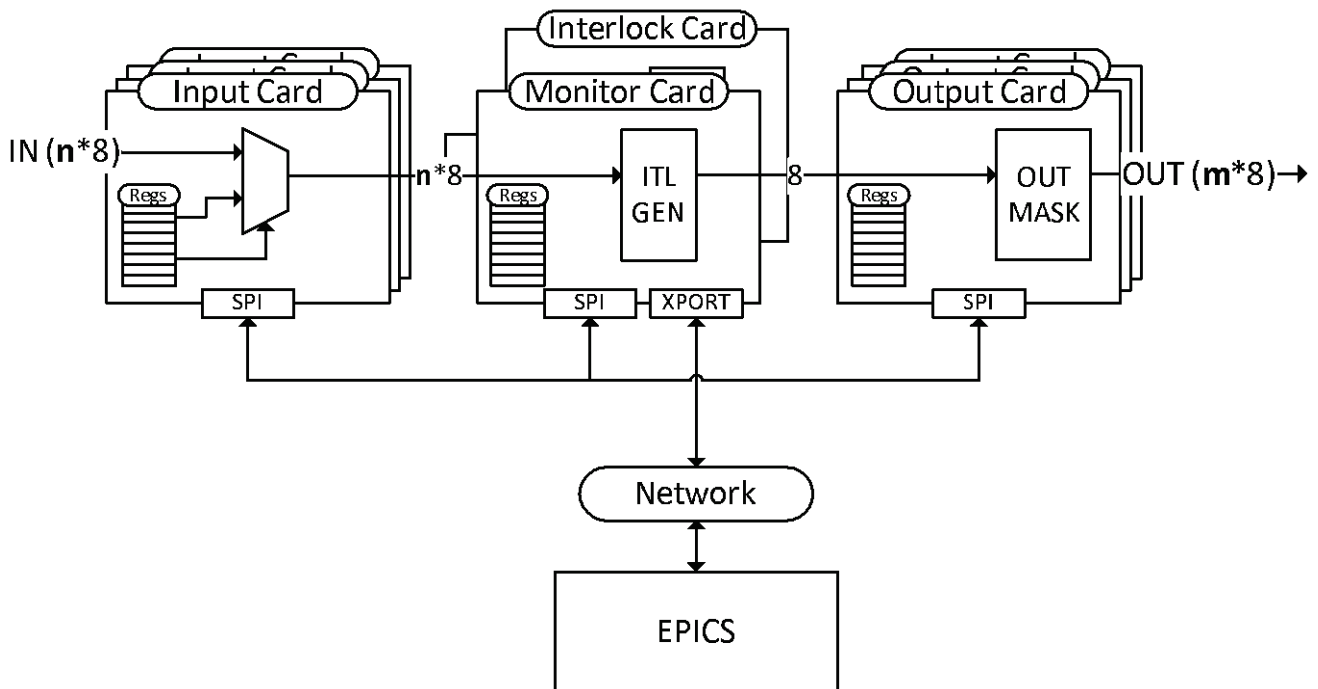 Interlock Card
Input Card
Monitor Card
Output Card
IN (n*8)
n*8
8
OUT (m*8)
Regs
Regs
Regs
ITL
GEN
OUT
MASK
SPI
SPI
XPORT
SPI
Network
EPICS